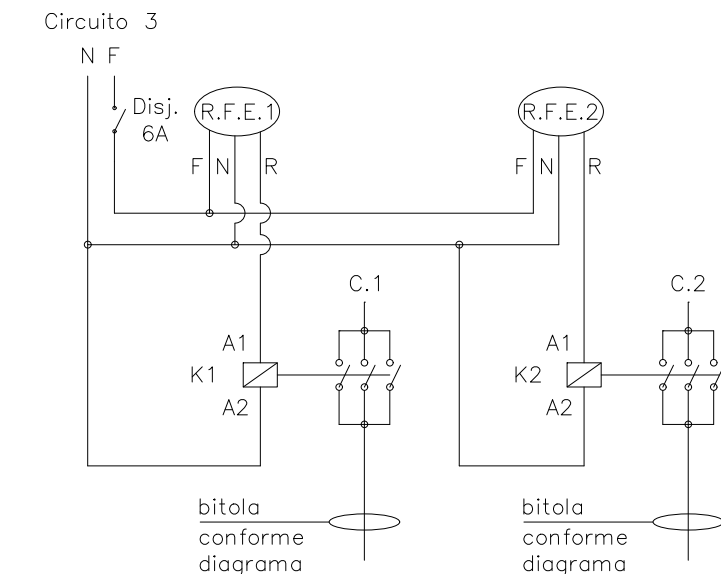 Circuito 3
N F
Disj.
6A
R.F.E.1
R.F.E.2
F N R
F N R
C.1
C.2
A1
K1
A2
A1
K2
A2
bitola
conforme
diagrama
bitola
conforme
diagrama